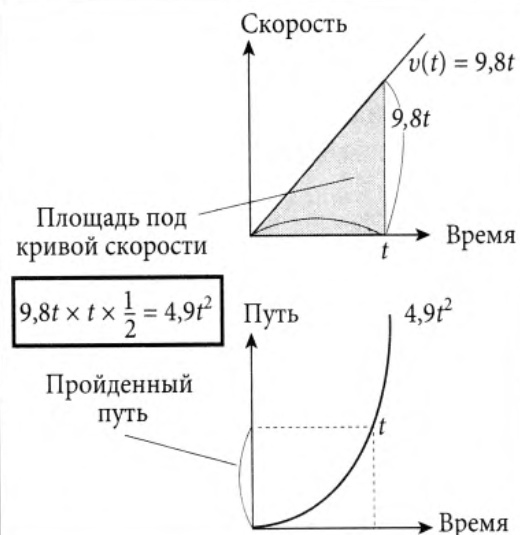 Скорость
v(t) = 9,8t
9,8t
Площадь под
кривой скорости
Время
t
9,8t × t × 1/2 = 4,9t²
Путь
4,9t²
Пройденный
путь
t
Время